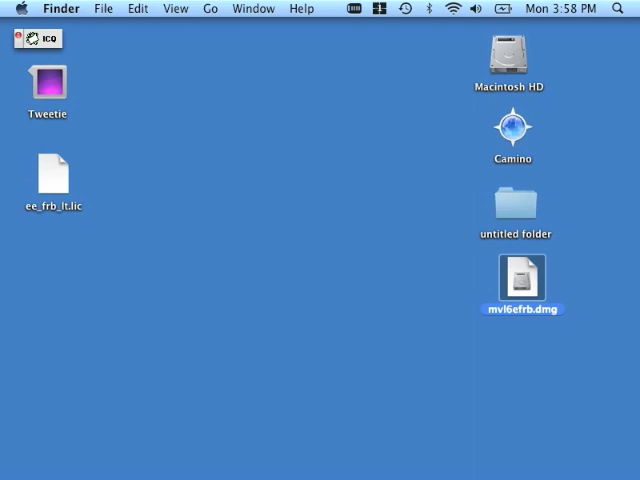 Finder File Edit View Go Window Help Mon 3:58 PM
ICQ
Macintosh HD
Tweetie
Camino
ee_frb_lt.lic
untitled folder
mvl6efrb.dmg